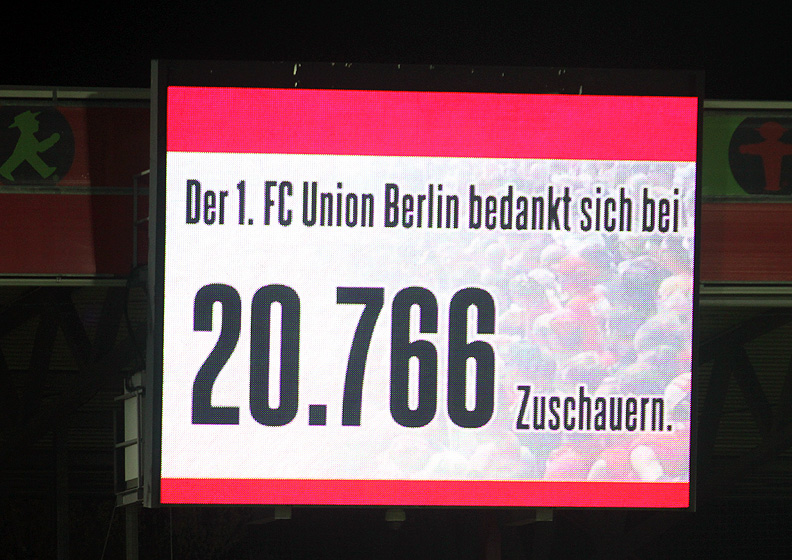 Der 1. FC Union Berlin bedankt sich bei
20.766 Zuschauern.